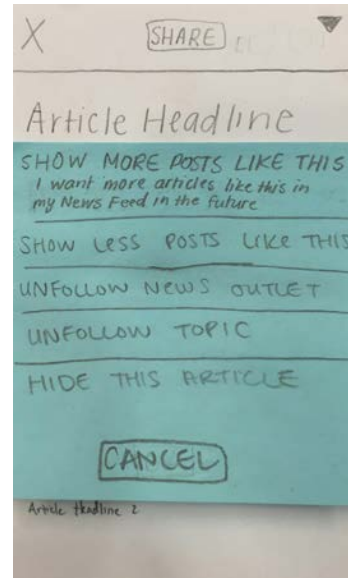 X SHARE
Article Headline
SHOW MORE POSTS LIKE THIS
I want more articles like this in
my News Feed in the future
SHOW LESS POSTS LIKE THIS
UNFOLLOW NEWS OUTLET
UNFOLLOW TOPIC
HIDE THIS ARTICLE
CANCEL
Article Headline 2